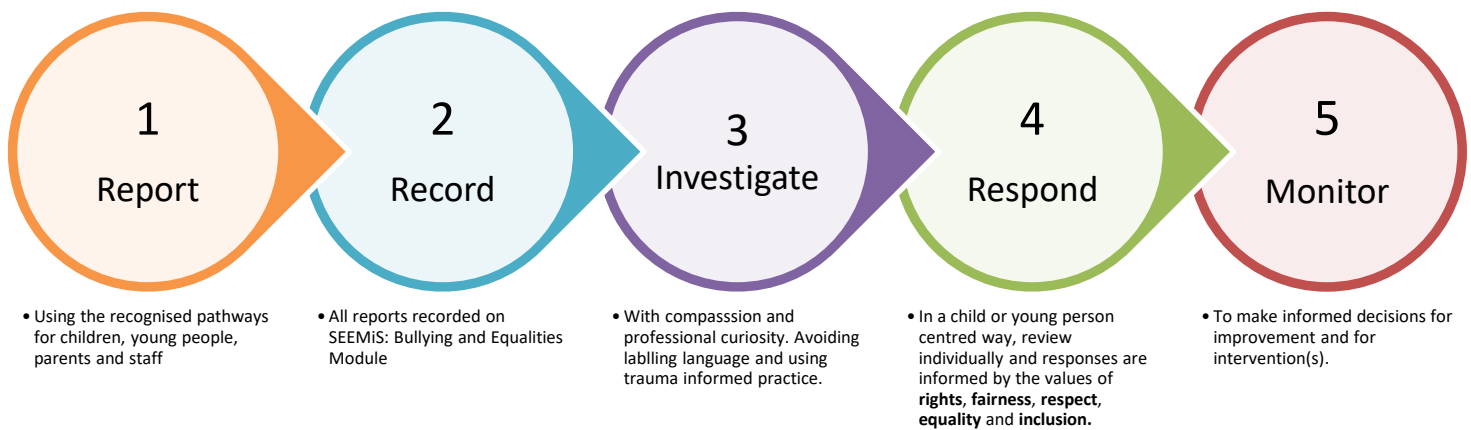 1
Report
2
Record
3
Investigate
4
Respond
5
Monitor
• Using the recognised pathways
for children, young people,
parents and staff
• All reports recorded on
SEEMiS: Bullying and Equalities
Module
• With compasssion and
professional curiosity. Avoiding
lablling language and using
trauma informed practice.
• In a child or young person
centred way, review
individually and responses are
informed by the values of
rights, fairness, respect,
equality and inclusion.
• To make informed decisions for
improvement and for
intervention(s).